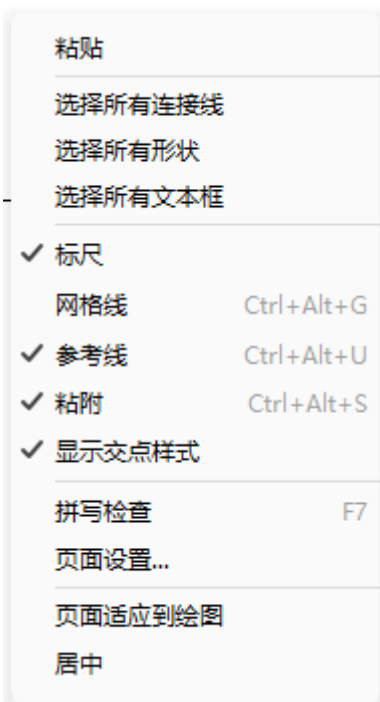 粘贴
选择所有连接线
选择所有形状
选择所有文本框
标尺
网格线 Ctrl+Alt+G
参考线 Ctrl+Alt+U
粘附 Ctrl+Alt+S
显示交点样式
拼写检查 F7
页面设置...
页面适应到绘图
居中